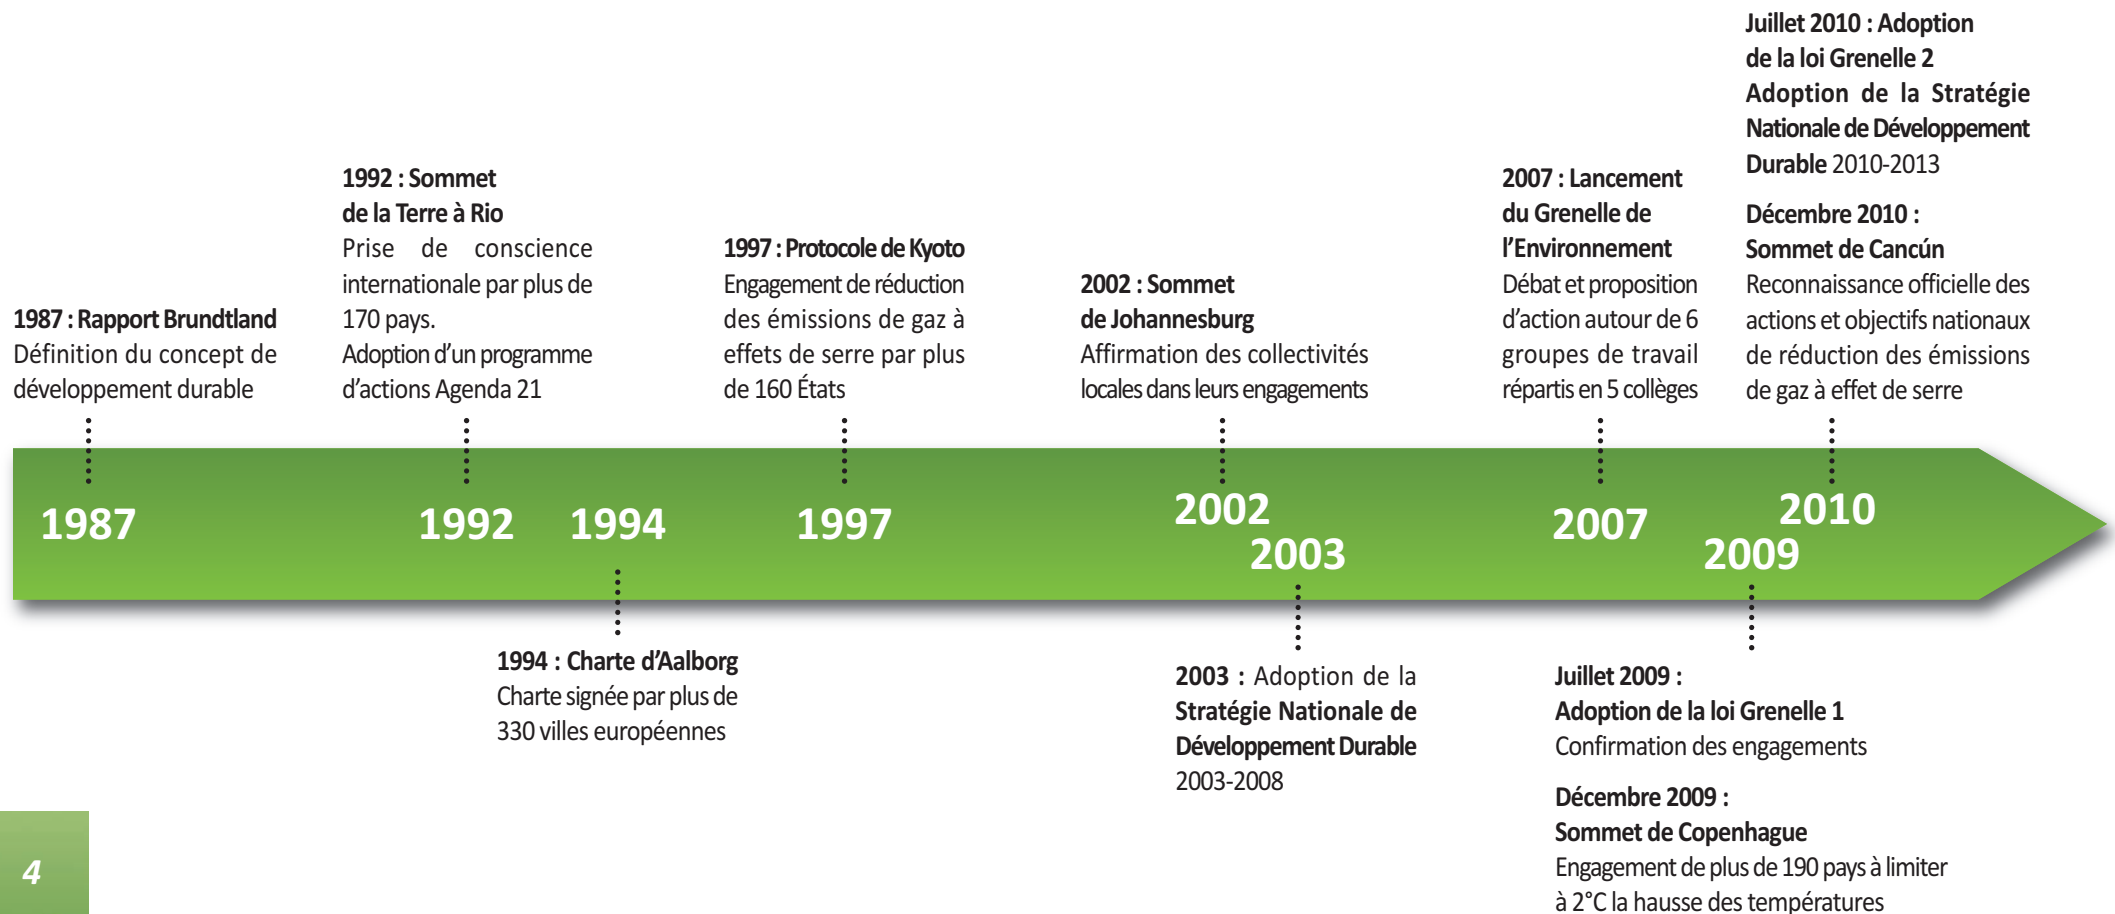 1987 : Rapport Brundtland
Définition du concept de
développement durable
1992 : Sommet
de la Terre à Rio
Prise de conscience
internationale par plus de
170 pays.
Adoption d’un programme
d’actions Agenda 21
1997 : Protocole de Kyoto
Engagement de réduction
des émissions de gaz à
effets de serre par plus
de 160 États
2002 : Sommet
de Johannesburg
Affirmation des collectivités
locales dans leurs engagements
2007 : Lancement
du Grenelle de
l’Environnement
Débat et proposition
d’action autour de 6
groupes de travail
répartis en 5 collèges
Juillet 2010 : Adoption
de la loi Grenelle 2
Adoption de la Stratégie
Nationale de Développement
Durable 2010-2013
Décembre 2010 :
Sommet de Cancún
Reconnaissance officielle des
actions et objectifs nationaux
de réduction des émissions
de gaz à effet de serre
1987
1992
1994
1997
2002
2003
2007
2009
2010
1994 : Charte d’Aalborg
Charte signée par plus de
330 villes européennes
2003 : Adoption de la
Stratégie Nationale de
Développement Durable
2003-2008
Juillet 2009 :
Adoption de la loi Grenelle 1
Confirmation des engagements
Décembre 2009 :
Sommet de Copenhague
Engagement de plus de 190 pays à limiter
à 2°C la hausse des températures
4